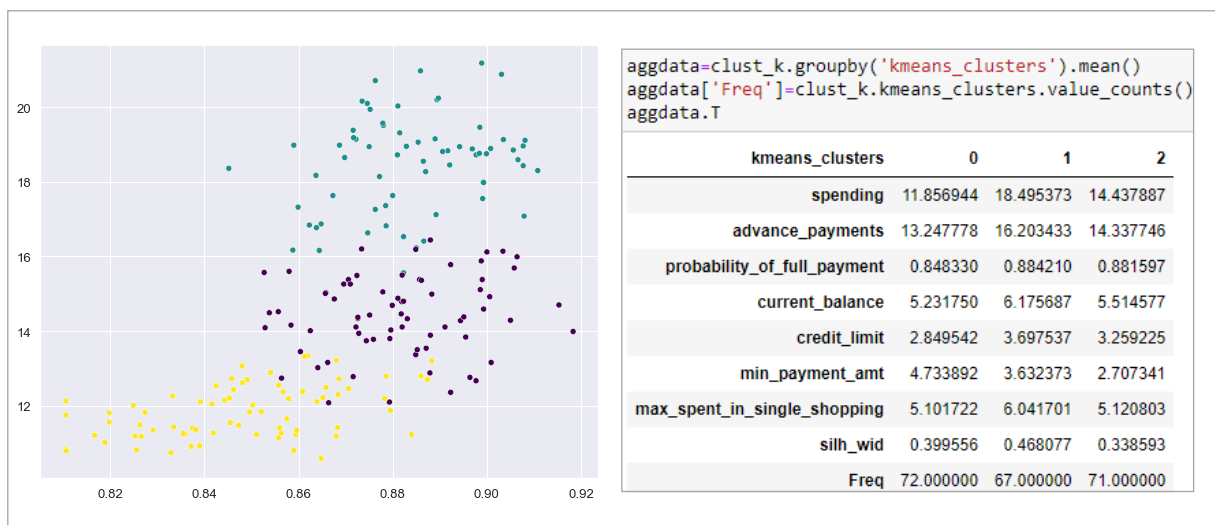 20
18
16
14
12
0.82 0.84 0.86 0.88 0.90 0.92
aggdata=clust_k.groupby('kmeans_clusters').mean()
aggdata['Freq']=clust_k.kmeans_clusters.value_counts()
aggdata.T
kmeans_clusters 0 1 2
spending 11.856944 18.495373 14.437887
advance_payments 13.247778 16.203433 14.337746
probability_of_full_payment 0.848330 0.884210 0.881597
current_balance 5.231750 6.175687 5.514577
credit_limit 2.849542 3.697537 3.259225
min_payment_amt 4.733892 3.632373 2.707341
max_spent_in_single_shopping 5.101722 6.041701 5.120803
silh_wid 0.399556 0.468077 0.338593
Freq 72.000000 67.000000 71.000000